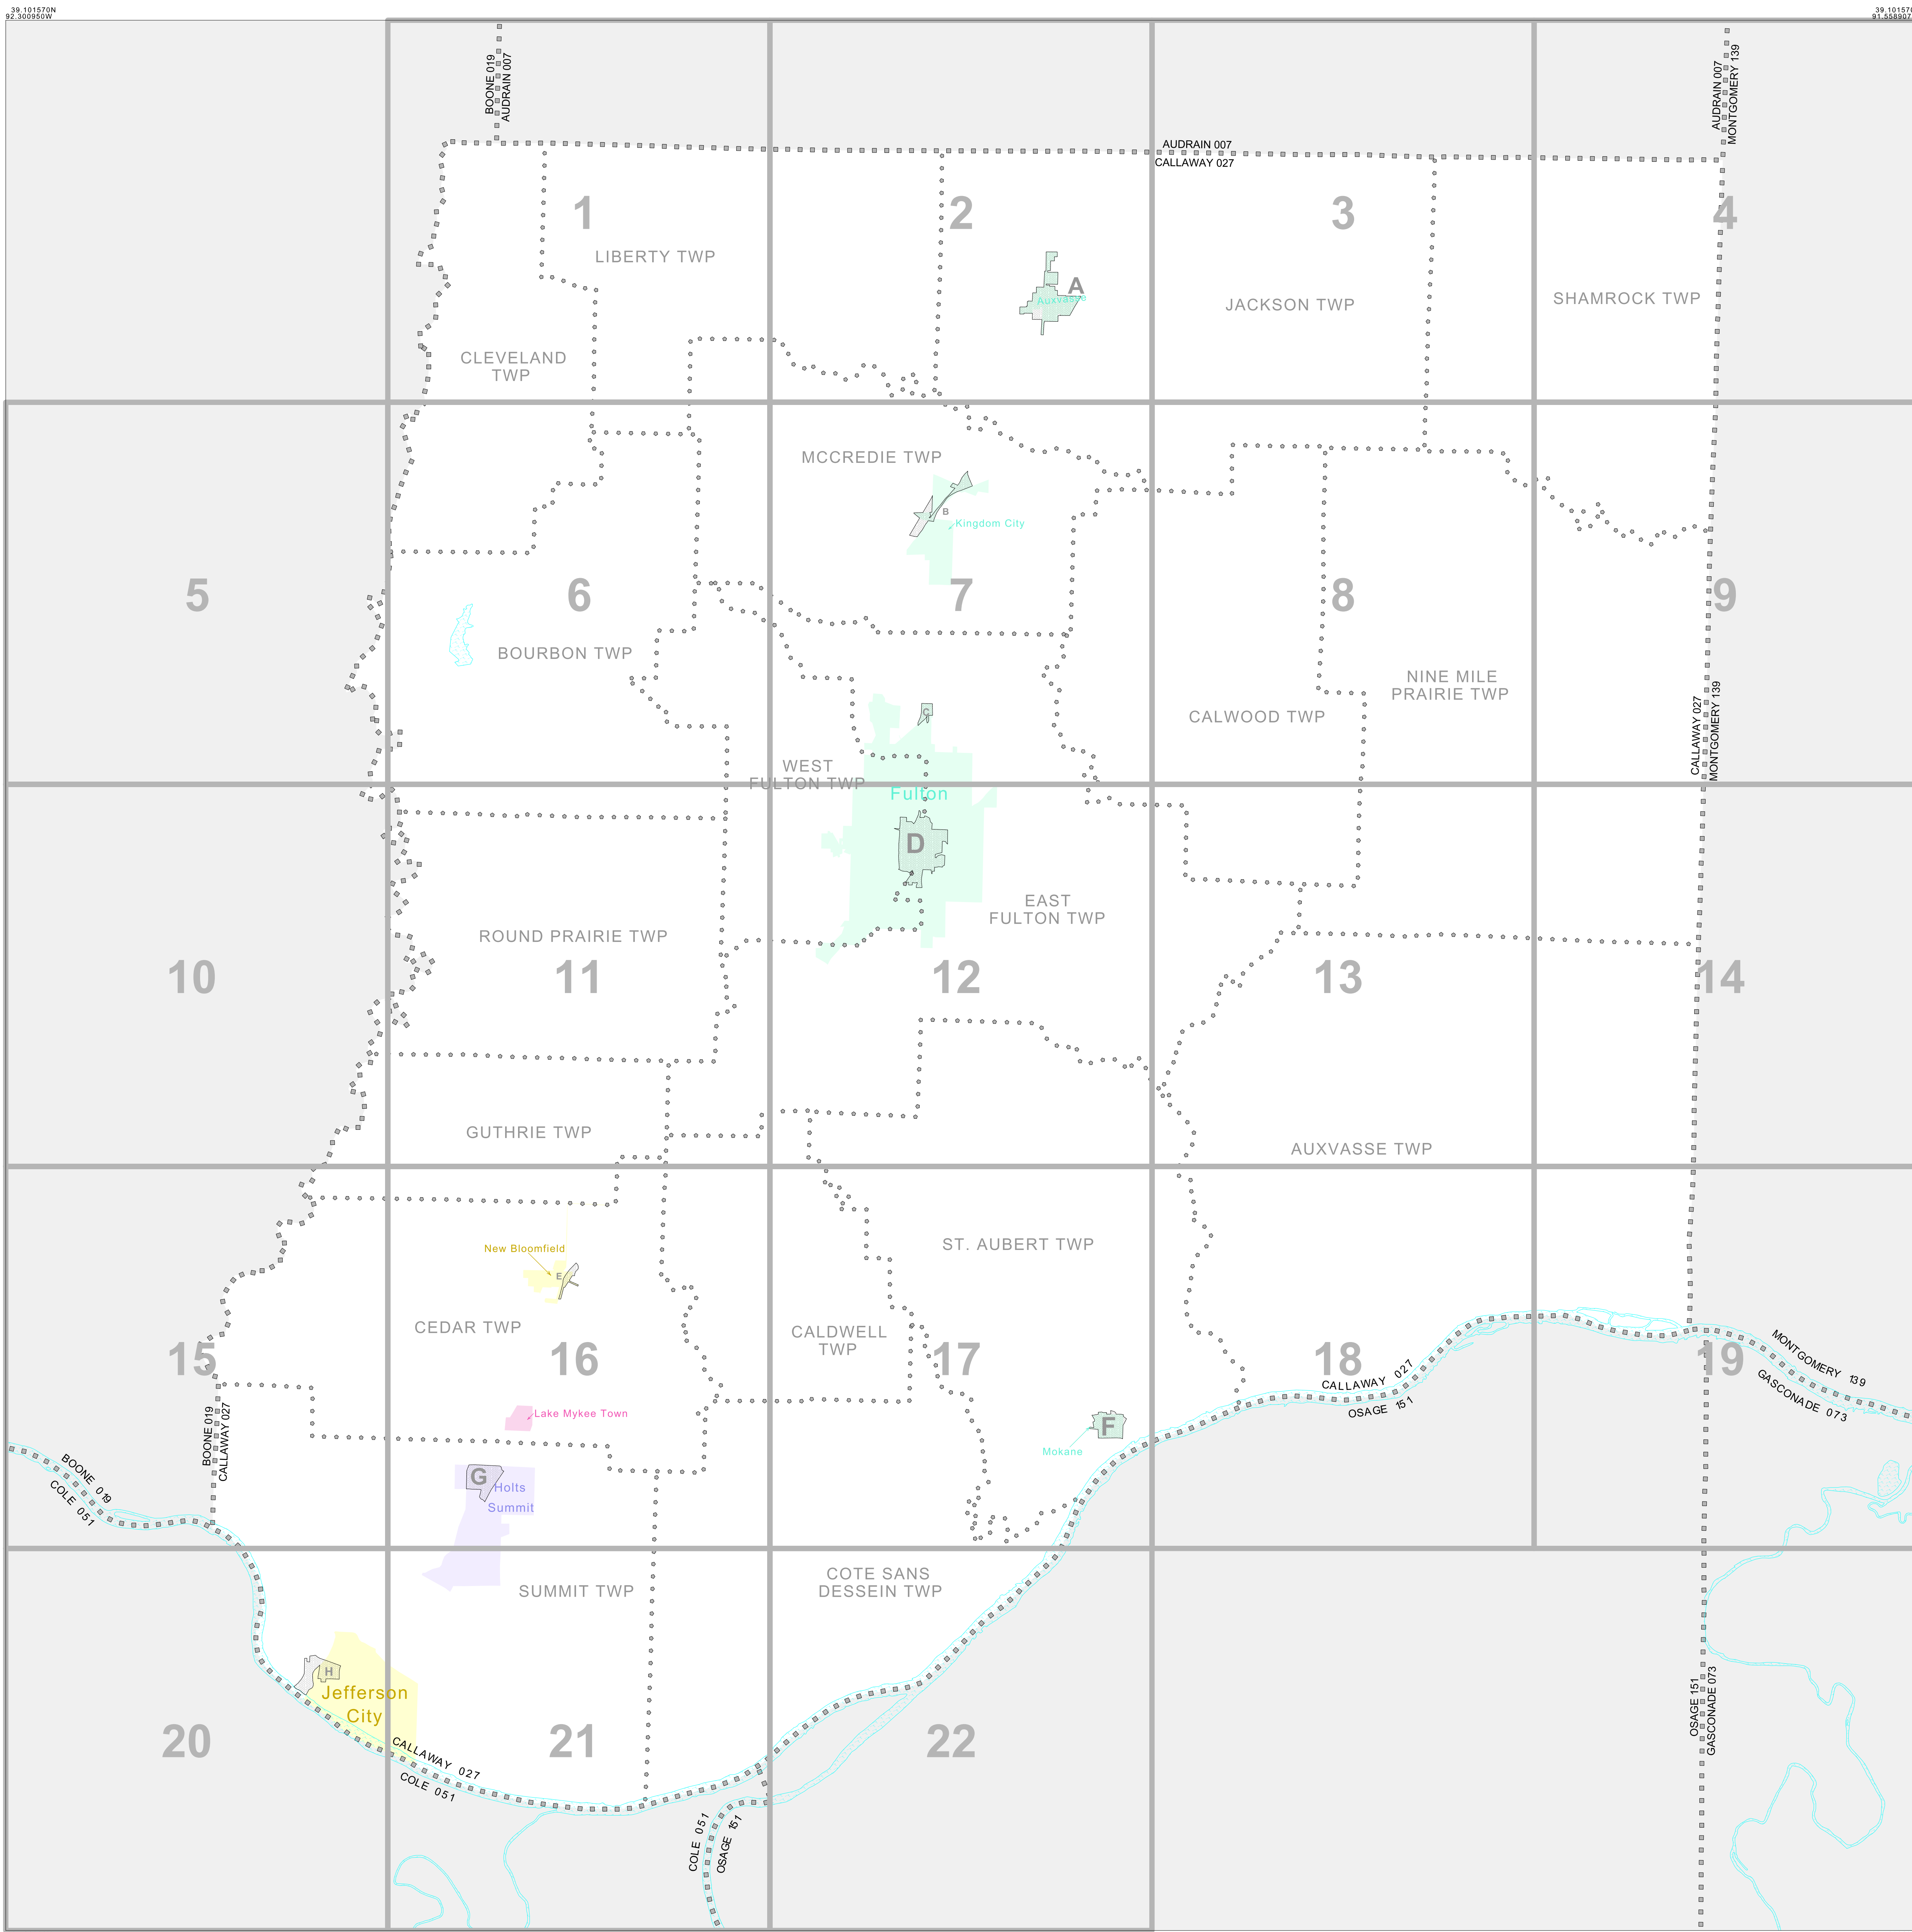 39.101570N
92.300950W
39.101570N
91.558907
BOONE 019
AUDRAIN 007
AUDRAIN 007
MONTGOMERY 139
AUDRAIN 007
CALLAWAY 027
1
2
3
4
LIBERTY TWP
A
Auxvasse
JACKSON TWP
SHAMROCK TWP
CLEVELAND
TWP
MCCREDIE TWP
B
Kingdom City
5
6
7
8
9
BOURBON TWP
NINE MILE
PRAIRIE TWP
C
CALWOOD TWP
CALLAWAY 027
MONTGOMERY 139
WEST
FULTON TWP
Fulton
D
EAST
FULTON TWP
ROUND PRAIRIE TWP
10
11
12
13
14
GUTHRIE TWP
AUXVASSE TWP
ST. AUBERT TWP
New Bloomfield
E
CEDAR TWP
CALDWELL
TWP
15
16
17
18
19
MONTGOMERY 139
GASCONADE 073
CALLAWAY 027
OSAGE 151
BOONE 019
CALLAWAY 027
Lake Mykee Town
F
Mokane
BOONE 019
COLE 051
G
Holts
Summit
SUMMIT TWP
COTE SANS
DESSEIN TWP
H
Jefferson
City
20
21
22
CALLAWAY 027
COLE 051
OSAGE 151
GASCONADE 073
COLE 051
OSAGE 151